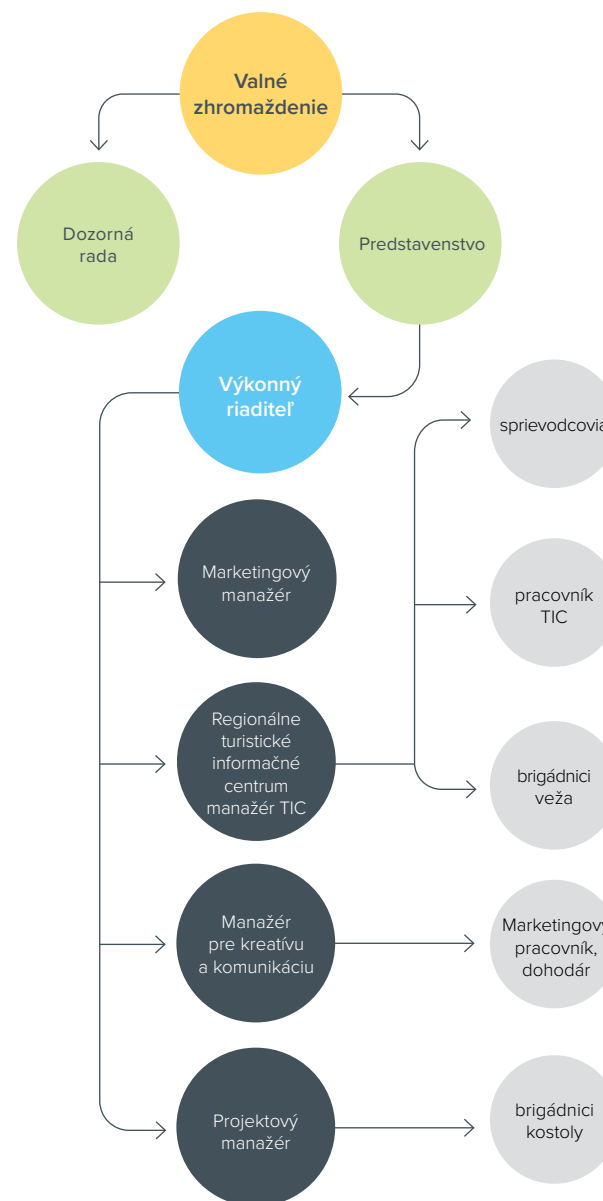 Valné
zhromaždenie
Dozorná
rada
Predstavenstvo
Výkonný
riaditeľ
sprievodcovia
Marketingový
manažér
pracovník
TIC
Regionálne
turistické
informačné
centrum
manažér TIC
brigádnici
veža
Manažér
pre kreatívu
a komunikáciu
Marketingový
pracovník,
dohodár
Projektový
manažér
brigádnici
kostoly